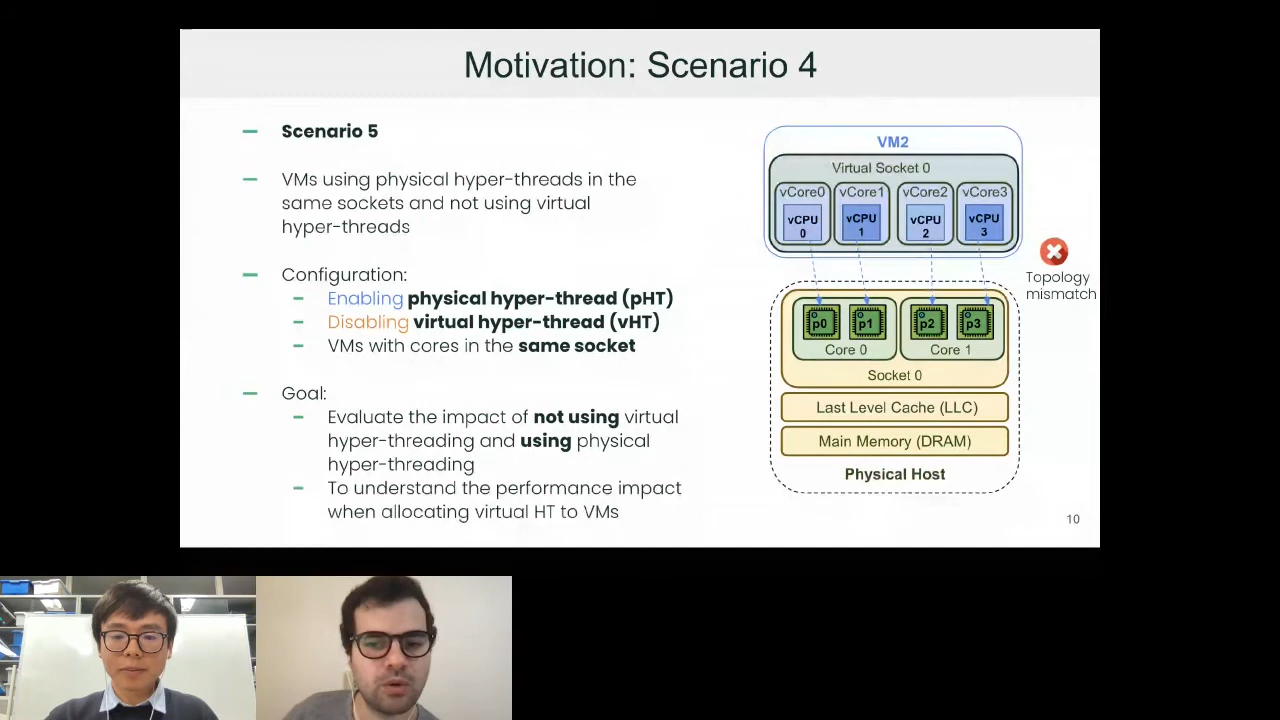 Motivation: Scenario 4
Scenario 5
VMs using physical hyper-threads in the
same sockets and not using virtual
hyper-threads
Configuration:
Enabling physical hyper-thread (pHT)
Disabling virtual hyper-thread (vHT)
VMs with cores in the same socket
Goal:
Evaluate the impact of not using virtual
hyper-threading and using physical
hyper-threading
To understand the performance impact
when allocating virtual HT to VMs
VM2
Virtual Socket 0
vCore0 vCore1 vCore2 vCore3
vCPU vCPU vCPU vCPU
0 1 2 3
Topology
mismatch
p0 p1 p2 p3
Core 0 Core 1
Socket 0
Last Level Cache (LLC)
Main Memory (DRAM)
Physical Host
10